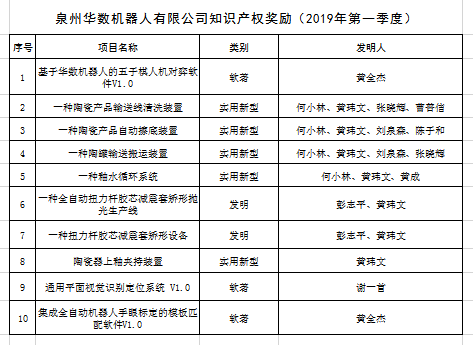 泉州华数机器人有限公司知识产权奖励（2019年第一季度）
序号 项目名称 类别 发明人
1 基于华数机器人的五子棋人机对弈软件V1.0 软著 黄全杰
2 一种陶瓷产品输送线清洗装置 实用新型 何小林、黄玮文、张晓辉、曹善信
3 一种陶瓷产品自动擦底装置 实用新型 何小林、黄玮文、刘泉森、陈于和
4 一种陶罐输送搬运装置 实用新型 何小林、黄玮文、刘泉森、张晓辉
5 一种釉水循环系统 实用新型 何小林、黄玮文、黄成
6 一种全自动扭力杆胶芯减震套矫形抛光生产线 发明 彭志平、黄玮文
7 一种扭力杆胶芯减震套矫形设备 发明 彭志平、黄玮文
8 陶瓷器上釉夹持装置 实用新型 黄玮文
9 通用平面视觉识别定位系统 V1.0 软著 谢一首
10 集成全自动机器人手眼标定的模板匹配软件V1.0 软著 黄全杰